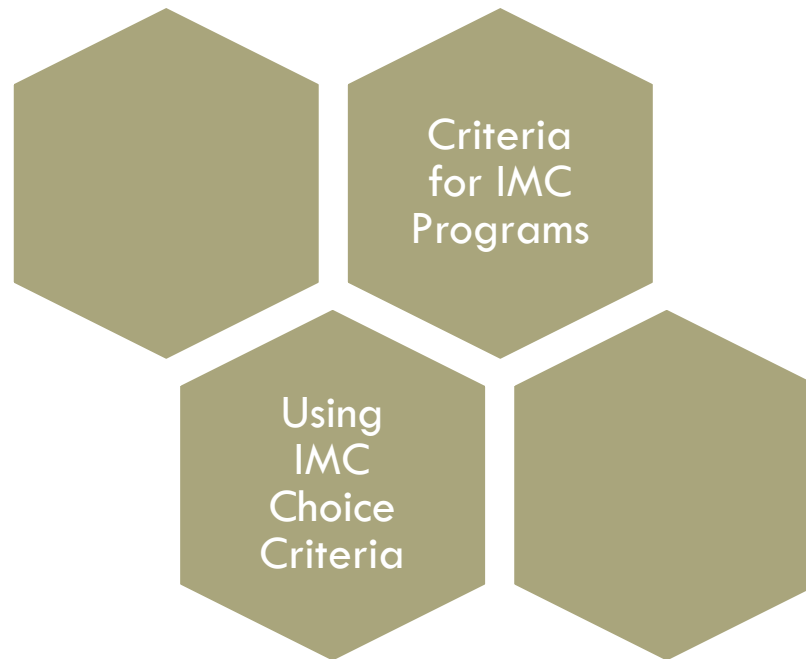 Criteria
for IMC
Programs
Using
IMC
Choice
Criteria